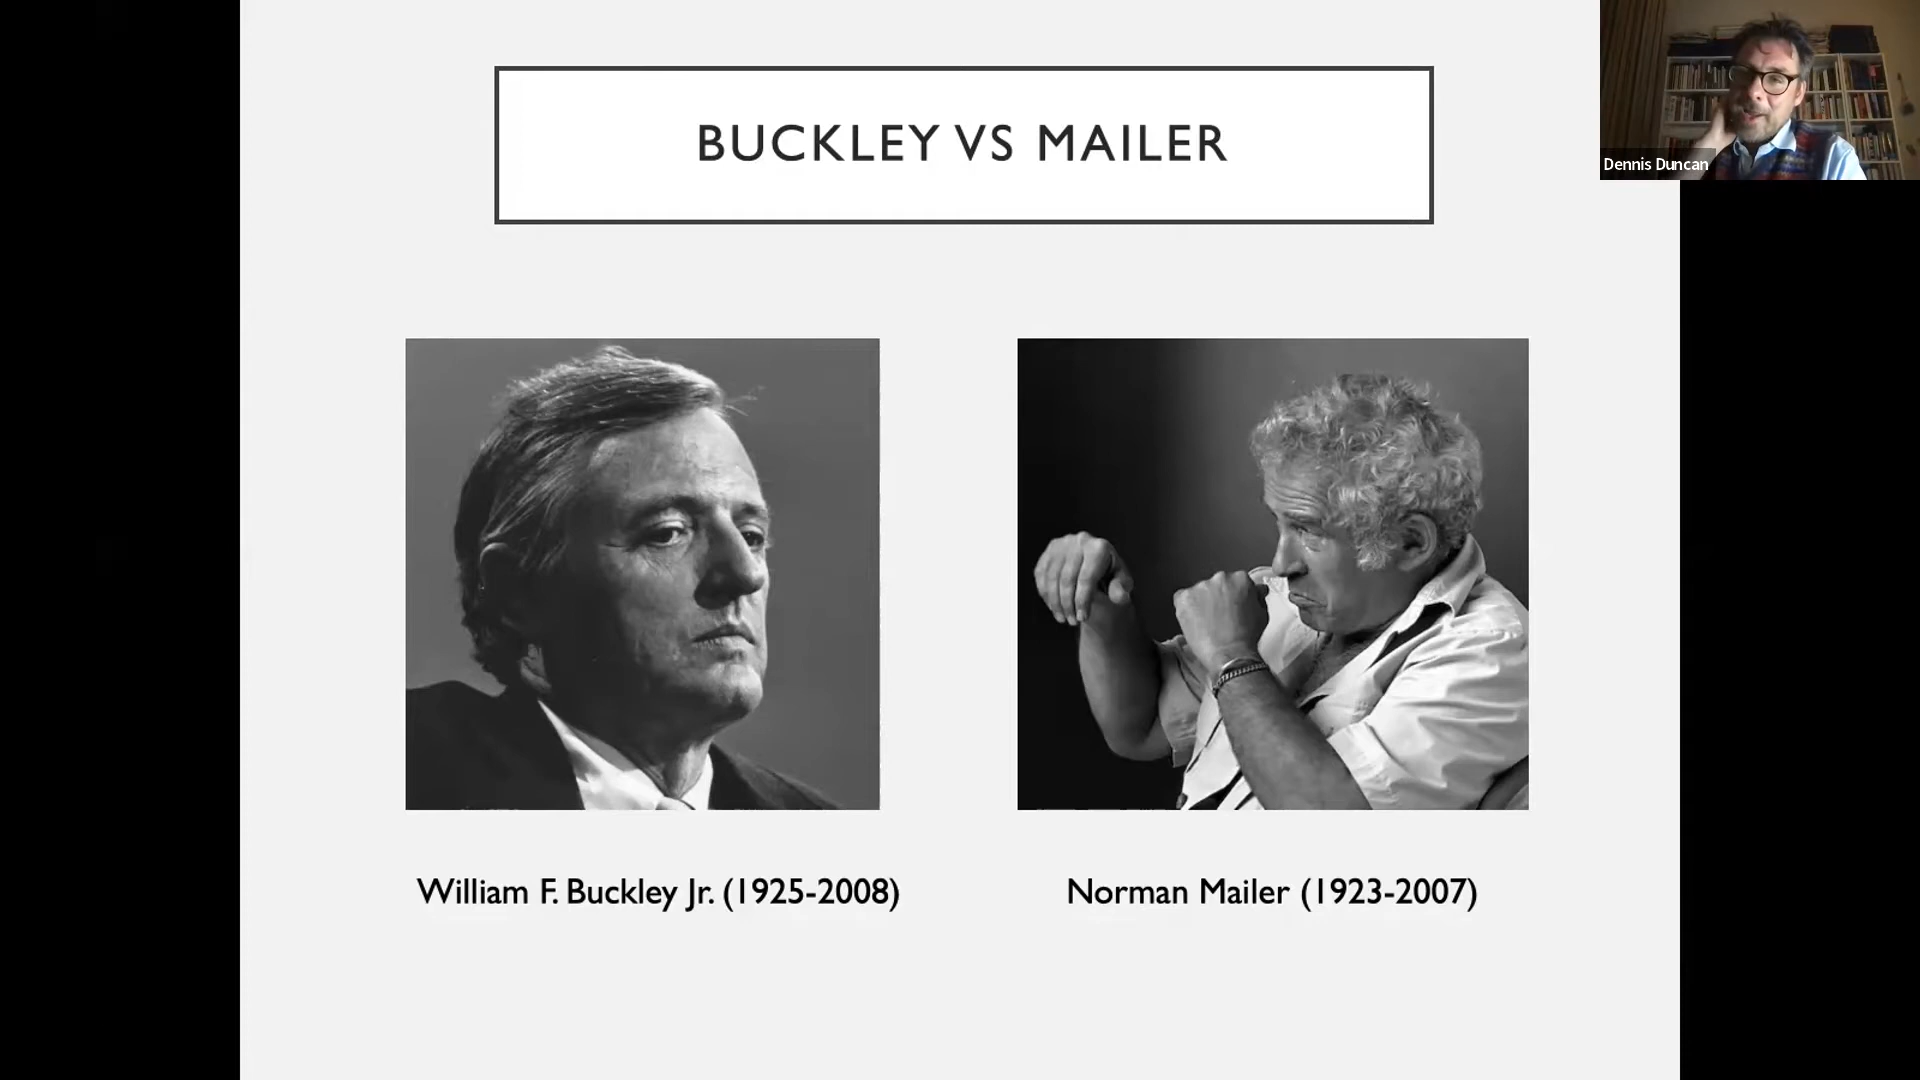 BUCKLEY VS MAILER
Dennis Duncan
William F. Buckley Jr. (1925-2008)
Norman Mailer (1923-2007)